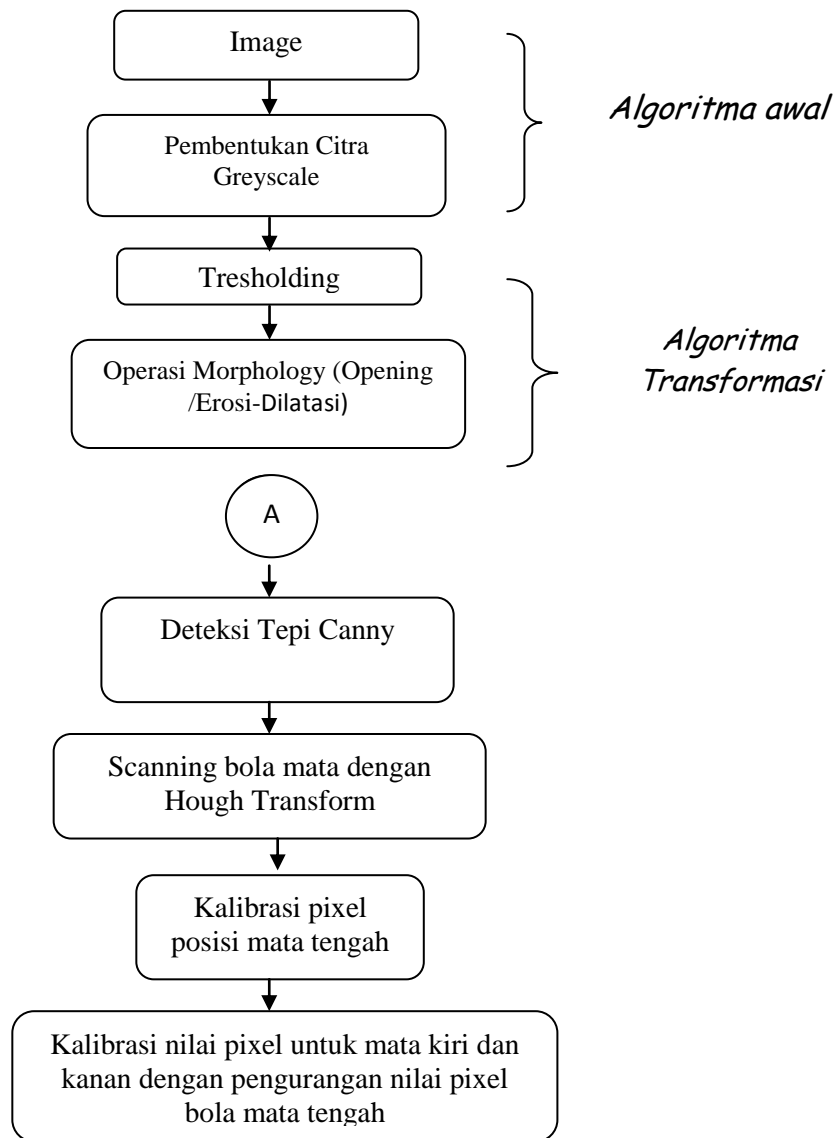 Image
Algoritma awal
Pembentukan Citra
Greyscale
Tresholding
Algoritma
Transformasi
Operasi Morphology (Opening
/Erosi-Dilatasi)
A
Deteksi Tepi Canny
Scanning bola mata dengan
Hough Transform
Kalibrasi pixel
posisi mata tengah
Kalibrasi nilai pixel untuk mata kiri dan
kanan dengan pengurangan nilai pixel
bola mata tengah